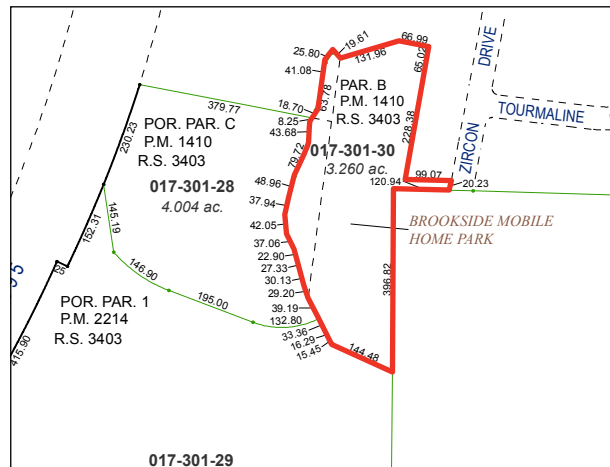 19.61
66.99
25.80
131.96
65.02
41.08
DRIVE
PAR. B
P.M. 1410
R.S. 3403
TOURMALINE
379.77
18.70
63.78
8.25
43.68
POR. PAR. C
P.M. 1410
R.S. 3403
230.23
79.72
017-301-30
3.260 ac.
228.38
ZIRCON
017-301-28
4.004 ac.
48.96
120.94
99.07
20.23
37.94
145.19
152.31
42.05
BROOKSIDE MOBILE
HOME PARK
37.06
22.90
27.33
30.13
29.20
146.90
25
195.00
396.82
39.19
132.80
33.36
16.29
15.45
144.48
POR. PAR. 1
P.M. 2214
R.S. 3403
415.90
017-301-29